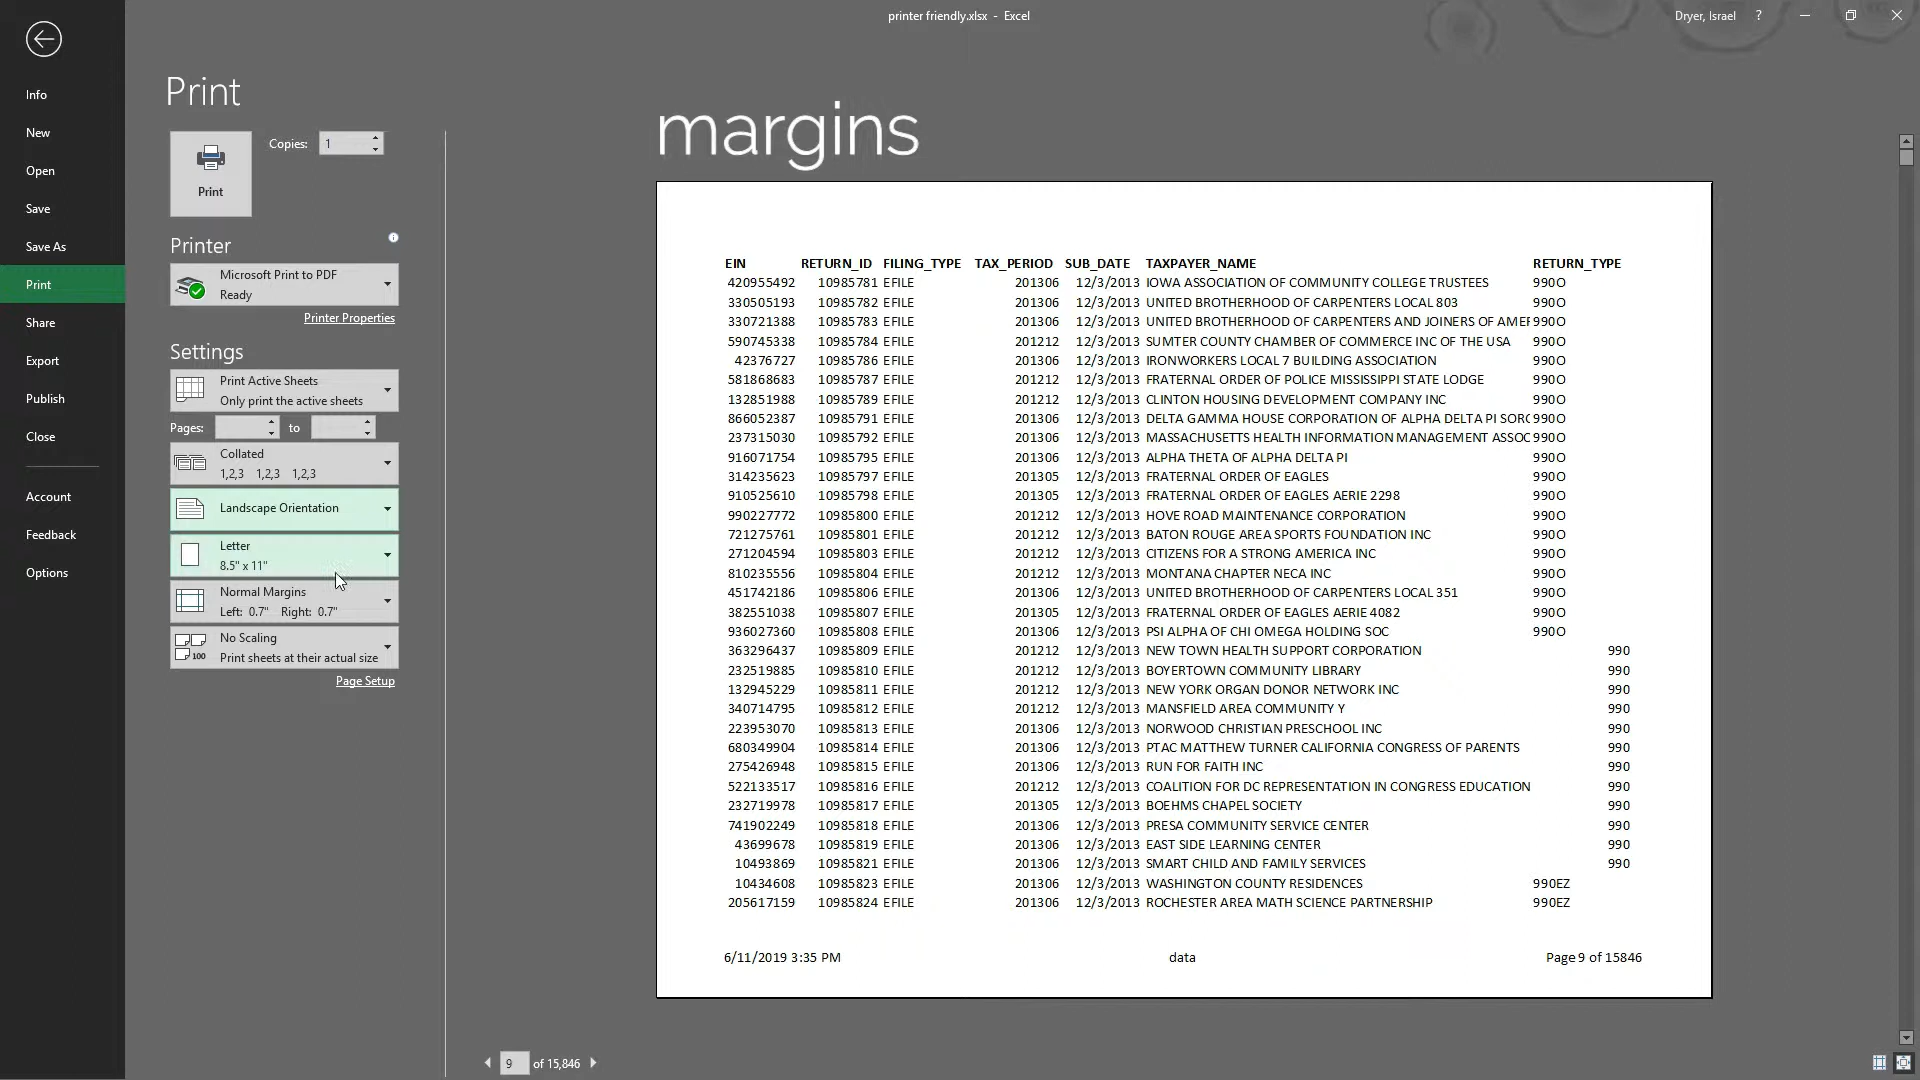 printer friendly.xlsx - Excel
Dryer, Israel ?
Info
New
Open
Save
Save As
Print
Share
Export
Publish
Close
Account
Feedback
Options
Print
Print
Copies: 1
Printer
Microsoft Print to PDF
Ready
Printer Properties
Settings
Print Active Sheets
Only print the active sheets
Pages: to
Collated
1,2,3 1,2,3 1,2,3
Landscape Orientation
Letter
8.5" x 11"
Normal Margins
Left: 0.7" Right: 0.7"
No Scaling
Print sheets at their actual size
100
Page Setup
margins
EIN RETURN_ID FILING_TYPE TAX_PERIOD SUB_DATE TAXPAYER_NAME RETURN_TYPE
420955492 10985781 EFILE 201306 12/3/2013 IOWA ASSOCIATION OF COMMUNITY COLLEGE TRUSTEES 990O
330505193 10985782 EFILE 201306 12/3/2013 UNITED BROTHERHOOD OF CARPENTERS LOCAL 803 990O
330721388 10985783 EFILE 201306 12/3/2013 UNITED BROTHERHOOD OF CARPENTERS AND JOINERS OF AMER 990O
590745338 10985784 EFILE 201212 12/3/2013 SUMTER COUNTY CHAMBER OF COMMERCE INC OF THE USA 990O
42376727 10985786 EFILE 201306 12/3/2013 IRONWORKERS LOCAL 7 BUILDING ASSOCIATION 990O
581868683 10985787 EFILE 201212 12/3/2013 FRATERNAL ORDER OF POLICE MISSISSIPPI STATE LODGE 990O
132851988 10985789 EFILE 201212 12/3/2013 CLINTON HOUSING DEVELOPMENT COMPANY INC 990O
866052387 10985791 EFILE 201306 12/3/2013 DELTA GAMMA HOUSE CORPORATION OF ALPHA DELTA PI SORO 990O
237315030 10985792 EFILE 201306 12/3/2013 MASSACHUSETTS HEALTH INFORMATION MANAGEMENT ASSOC 990O
916071754 10985795 EFILE 201306 12/3/2013 ALPHA THETA OF ALPHA DELTA PI 990O
314235623 10985797 EFILE 201305 12/3/2013 FRATERNAL ORDER OF EAGLES 990O
910525610 10985798 EFILE 201305 12/3/2013 FRATERNAL ORDER OF EAGLES AERIE 2298 990O
990227772 10985800 EFILE 201212 12/3/2013 HOVE ROAD MAINTENANCE CORPORATION 990O
721275761 10985801 EFILE 201212 12/3/2013 BATON ROUGE AREA SPORTS FOUNDATION INC 990O
271204594 10985803 EFILE 201212 12/3/2013 CITIZENS FOR A STRONG AMERICA INC 990O
810235556 10985804 EFILE 201212 12/3/2013 MONTANA CHAPTER NECA INC 990O
451742186 10985806 EFILE 201212 12/3/2013 UNITED BROTHERHOOD OF CARPENTERS LOCAL 351 990O
382551038 10985807 EFILE 201305 12/3/2013 FRATERNAL ORDER OF EAGLES AERIE 4082 990O
936027360 10985808 EFILE 201306 12/3/2013 PSI ALPHA OF CHI OMEGA HOLDING SOC 990O
363296437 10985809 EFILE 201212 12/3/2013 NEW TOWN HEALTH SUPPORT CORPORATION 990
232519885 10985810 EFILE 201212 12/3/2013 BOYERTOWN COMMUNITY LIBRARY 990
132945229 10985811 EFILE 201212 12/3/2013 NEW YORK ORGAN DONOR NETWORK INC 990
340714795 10985812 EFILE 201212 12/3/2013 MANSFIELD AREA COMMUNITY Y 990
223953070 10985813 EFILE 201306 12/3/2013 NORWOOD CHRISTIAN PRESCHOOL INC 990
680349904 10985814 EFILE 201306 12/3/2013 PTAC MATTHEW TURNER CALIFORNIA CONGRESS OF PARENTS 990
275426948 10985815 EFILE 201306 12/3/2013 RUN FOR FAITH INC 990
522133517 10985816 EFILE 201212 12/3/2013 COALITION FOR DC REPRESENTATION IN CONGRESS EDUCATION 990
232719978 10985817 EFILE 201305 12/3/2013 BOEHMS CHAPEL SOCIETY 990
741902249 10985818 EFILE 201306 12/3/2013 PRESA COMMUNITY SERVICE CENTER 990
43699678 10985819 EFILE 201306 12/3/2013 EAST SIDE LEARNING CENTER 990
10493869 10985821 EFILE 201306 12/3/2013 SMART CHILD AND FAMILY SERVICES 990
10434608 10985823 EFILE 201306 12/3/2013 WASHINGTON COUNTY RESIDENCES 990EZ
205617159 10985824 EFILE 201306 12/3/2013 ROCHESTER AREA MATH SCIENCE PARTNERSHIP 990EZ
6/11/2019 3:35 PM data Page 9 of 15846
9 of 15,846